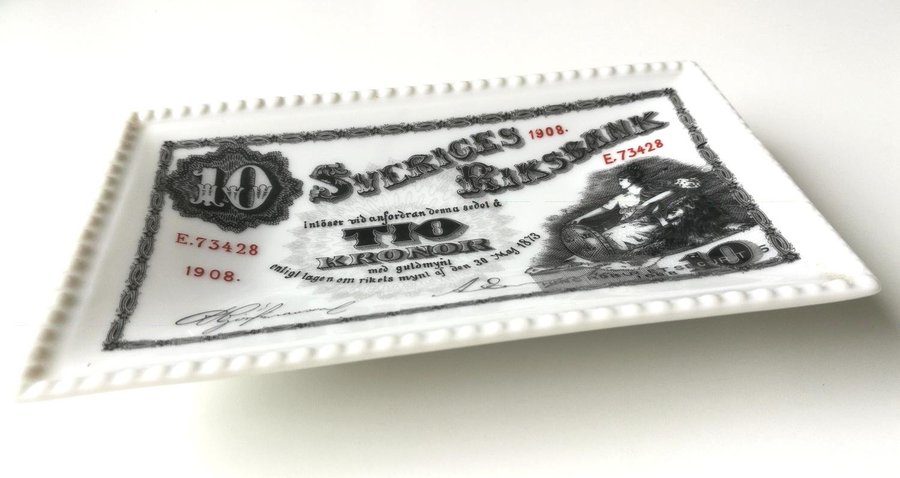 10
SVERIGES 1908.
RIKSBANK
E.73428
inlöser vid anfordran denna sedel å
TIO
KRONOR
med guldmynt
enligt lagen om rikets mynt af den 30 Maj 1873
E.73428
1908.
10